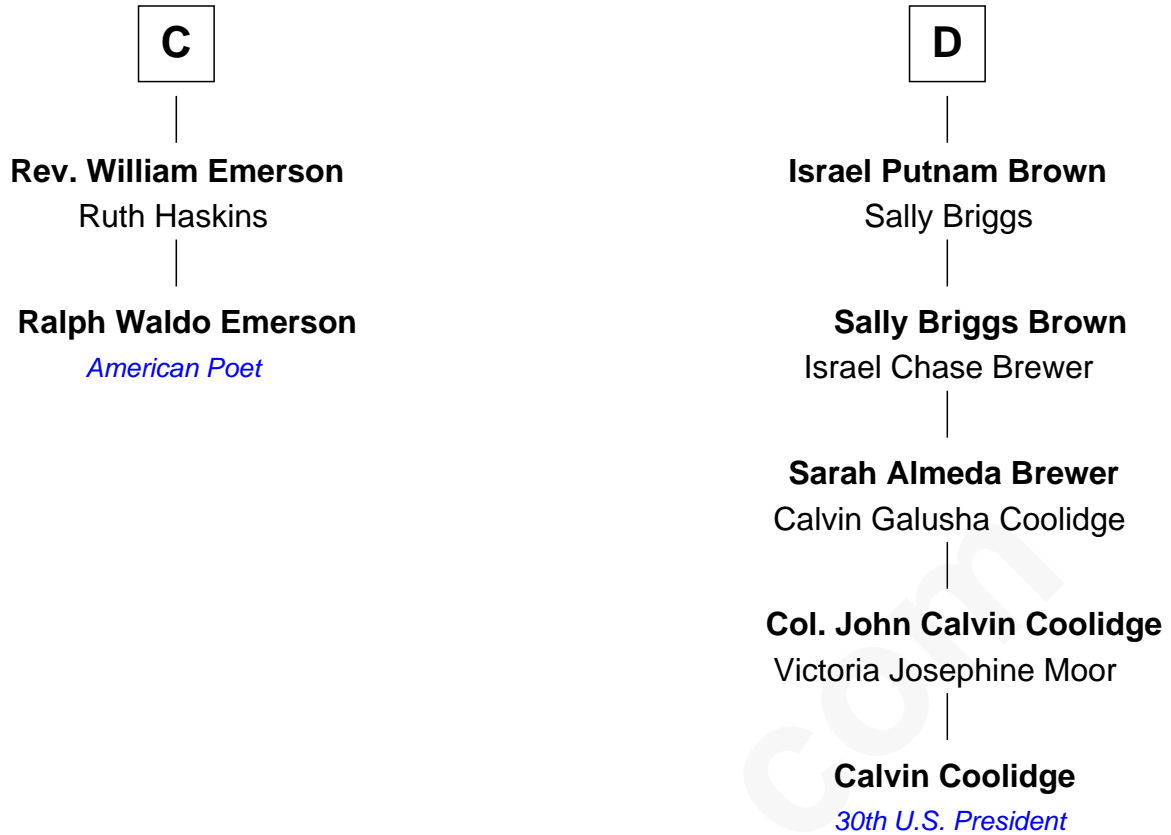 C
Rev. William Emerson
Ruth Haskins
Ralph Waldo Emerson
American Poet
D
Israel Putnam Brown
Sally Briggs
Sally Briggs Brown
Israel Chase Brewer
Sarah Almeda Brewer
Calvin Galusha Coolidge
Col. John Calvin Coolidge
Victoria Josephine Moor
Calvin Coolidge
30th U.S. President
com